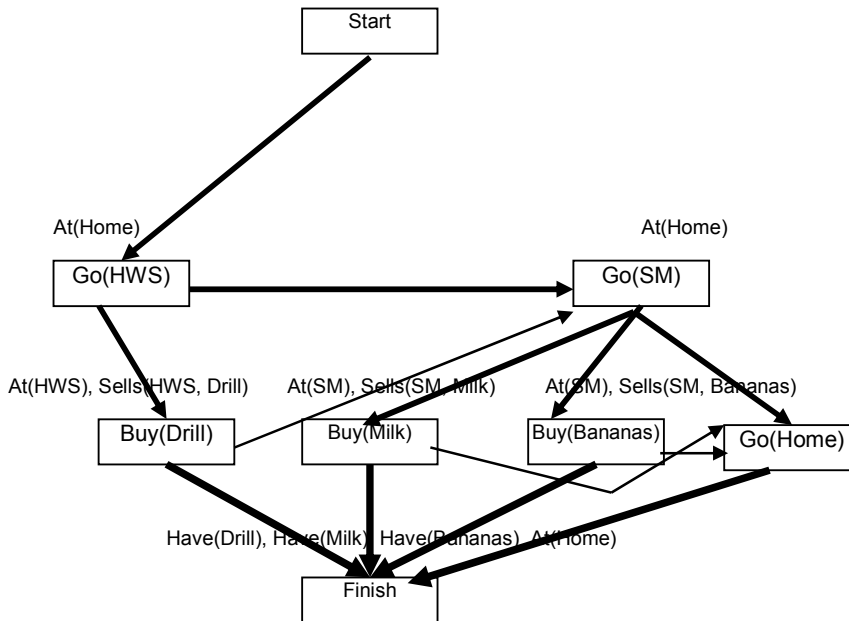 Start
At(Home)
At(Home)
Go(HWS)
Go(SM)
At(HWS), Sells(HWS, Drill)
At(SM), Sells(SM, Milk)
At(SM), Sells(SM, Bananas)
Buy(Drill)
Buy(Milk)
Buy(Bananas)
Go(Home)
Have(Drill), Have(Milk), Have(Bananas), At(Home)
Finish